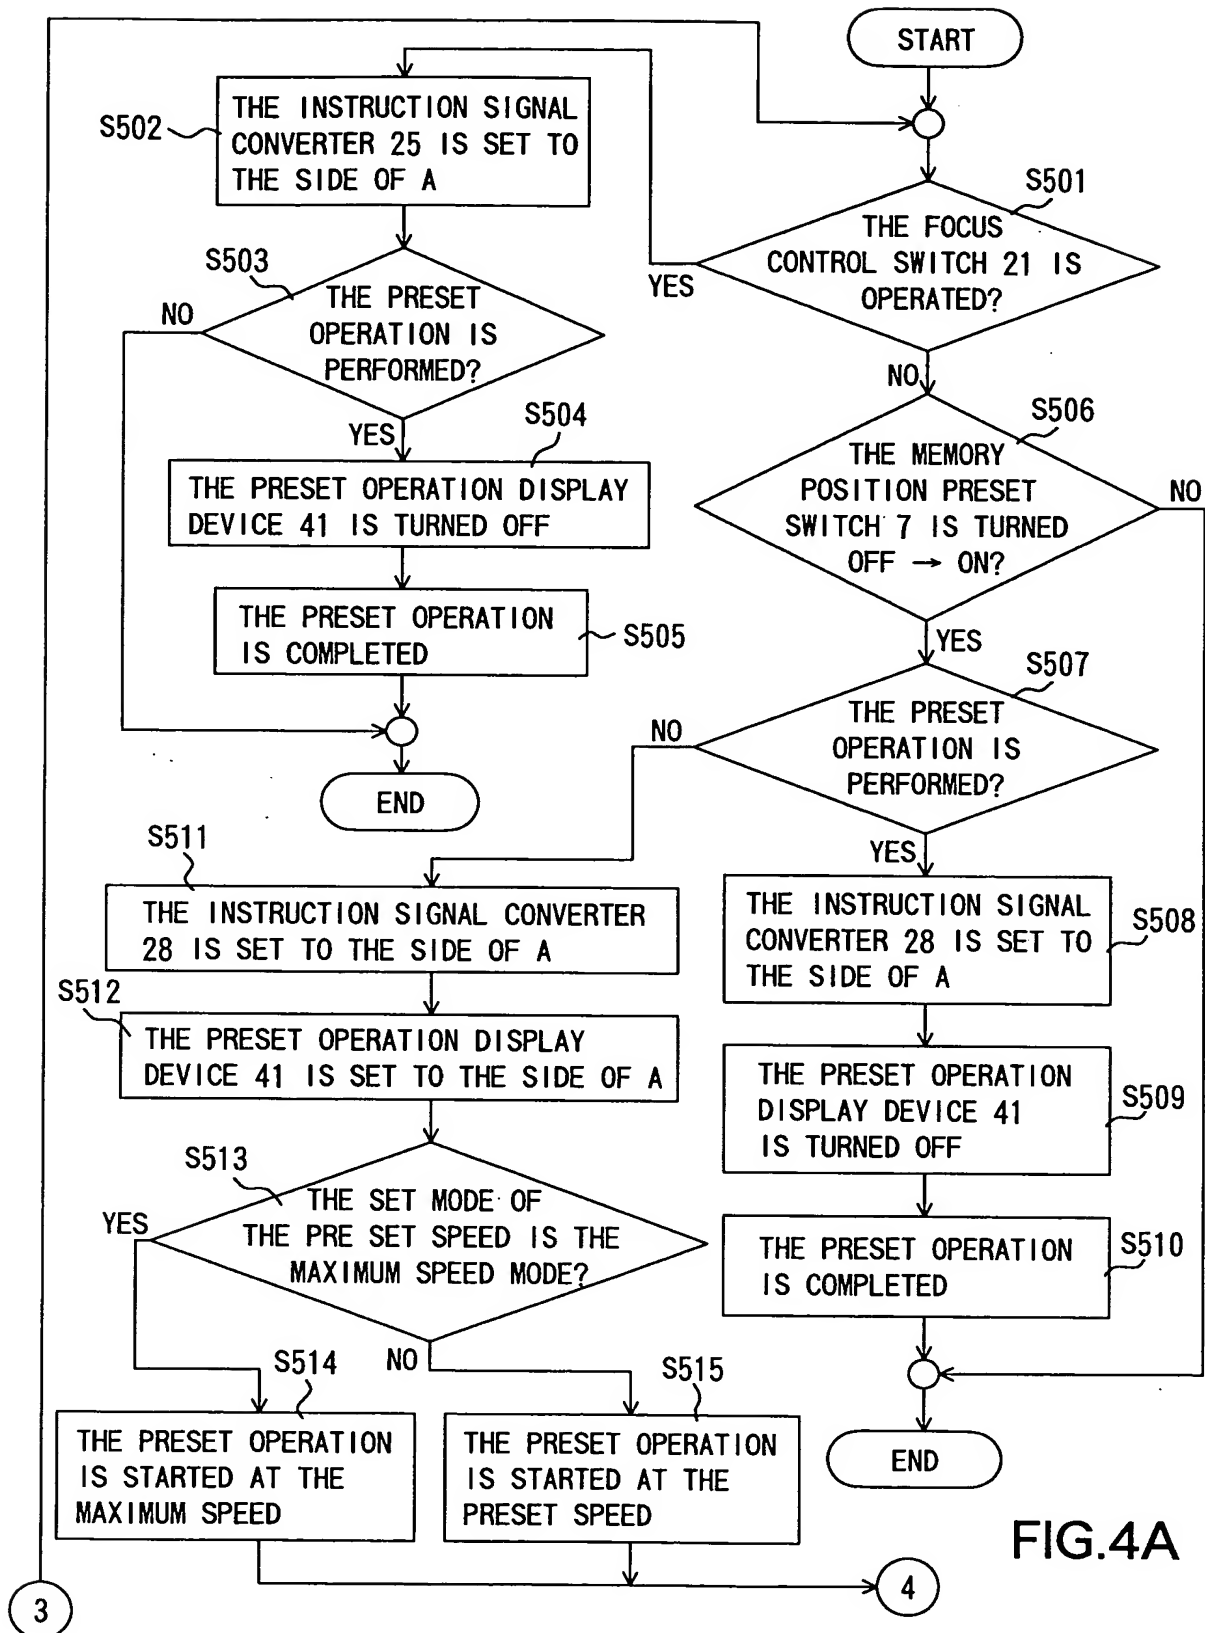 START
S501
THE FOCUS
CONTROL SWITCH 21 IS
OPERATED?
YES
NO
S502
THE INSTRUCTION SIGNAL
CONVERTER 25 IS SET TO
THE SIDE OF A
S503
THE PRESET
OPERATION IS
PERFORMED?
NO
YES
S504
THE PRESET OPERATION DISPLAY
DEVICE 41 IS TURNED OFF
THE PRESET OPERATION
IS COMPLETED
S505
END
S506
THE MEMORY
POSITION PRESET
SWITCH 7 IS TURNED
OFF → ON?
NO
YES
S507
THE PRESET
OPERATION IS
PERFORMED?
NO
YES
THE INSTRUCTION SIGNAL
CONVERTER 28 IS SET TO
THE SIDE OF A
S508
THE PRESET OPERATION
DISPLAY DEVICE 41
IS TURNED OFF
S509
THE PRESET OPERATION
IS COMPLETED
S510
END
S511
THE INSTRUCTION SIGNAL CONVERTER
28 IS SET TO THE SIDE OF A
S512
THE PRESET OPERATION DISPLAY
DEVICE 41 IS SET TO THE SIDE OF A
S513
THE SET MODE OF
THE PRE SET SPEED IS THE
MAXIMUM SPEED MODE?
YES
NO
S514
THE PRESET OPERATION
IS STARTED AT THE
MAXIMUM SPEED
S515
THE PRESET OPERATION
IS STARTED AT THE
PRESET SPEED
3
4
FIG.4A